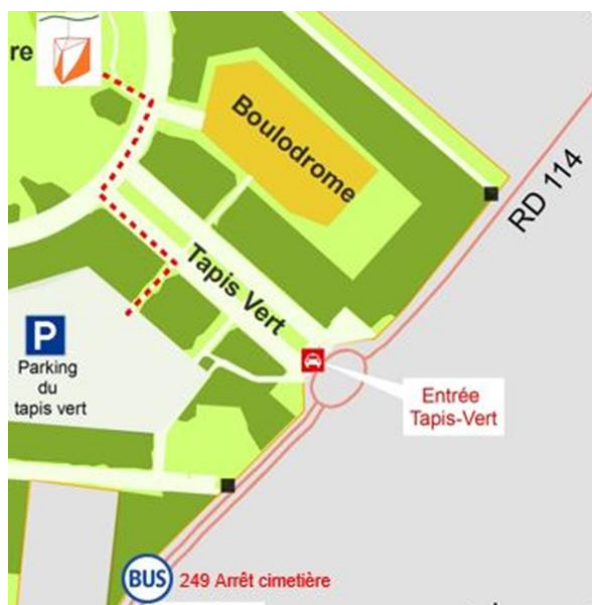 re
Boulodrome
RD 114
Tapis Vert
P
Parking
du
tapis vert
Entrée
Tapis-Vert
BUS
249 Arrêt cimetière